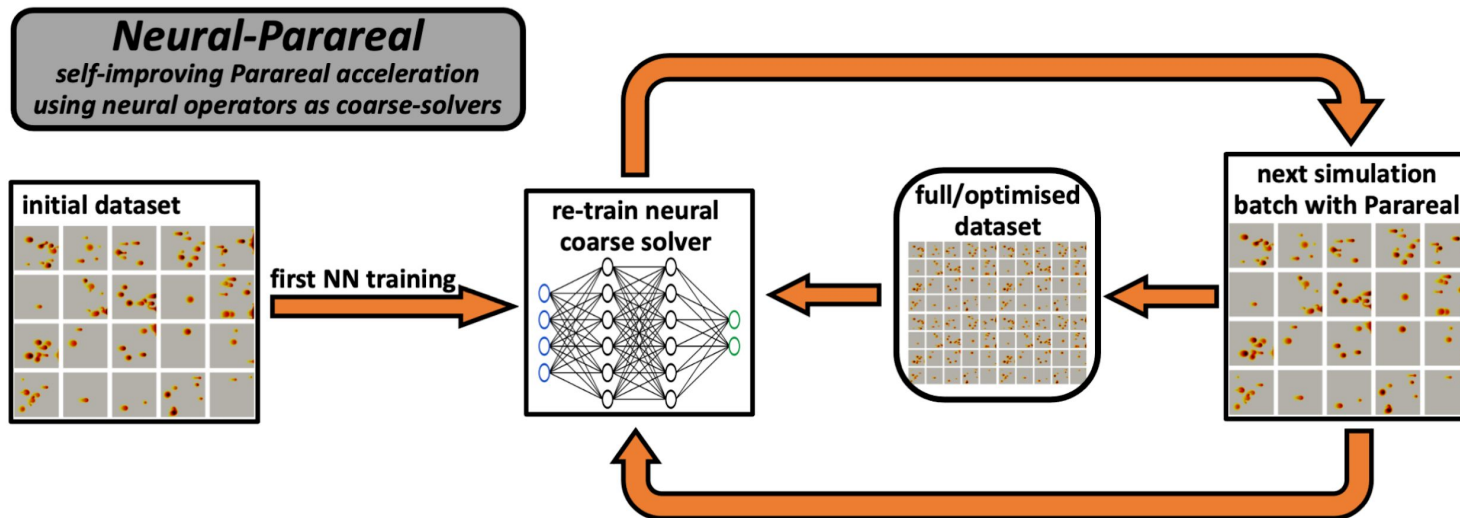 Neural-Parareal
self-improving Parareal acceleration
using neural operators as coarse-solvers
initial dataset
first NN training
re-train neural
coarse solver
full/optimised
dataset
next simulation
batch with Parareal